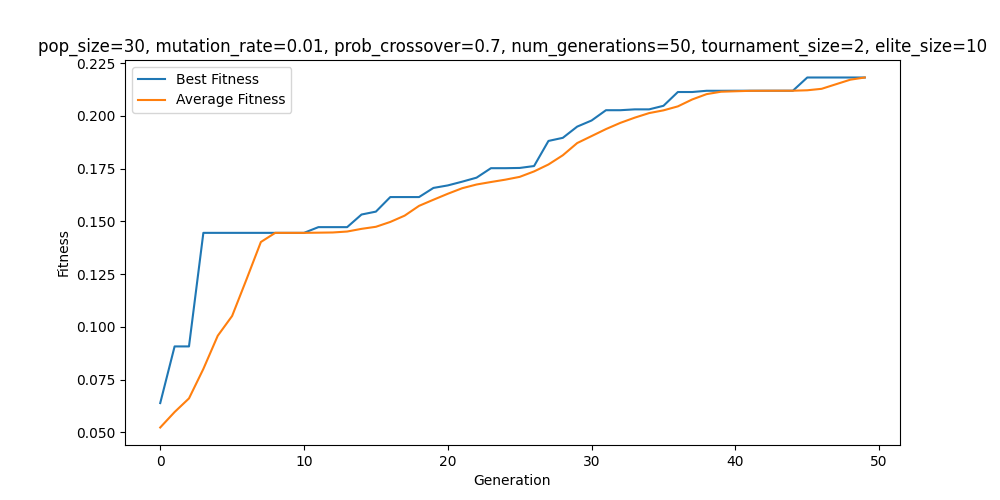 pop_size=30, mutation_rate=0.01, prob_crossover=0.7, num_generations=50, tournament_size=2, elite_size=10
0.225
Best Fitness
Average Fitness
0.200
0.175
0.150
Fitness
0.125
0.100
0.075
0.050
0 10 20 30 40 50
Generation